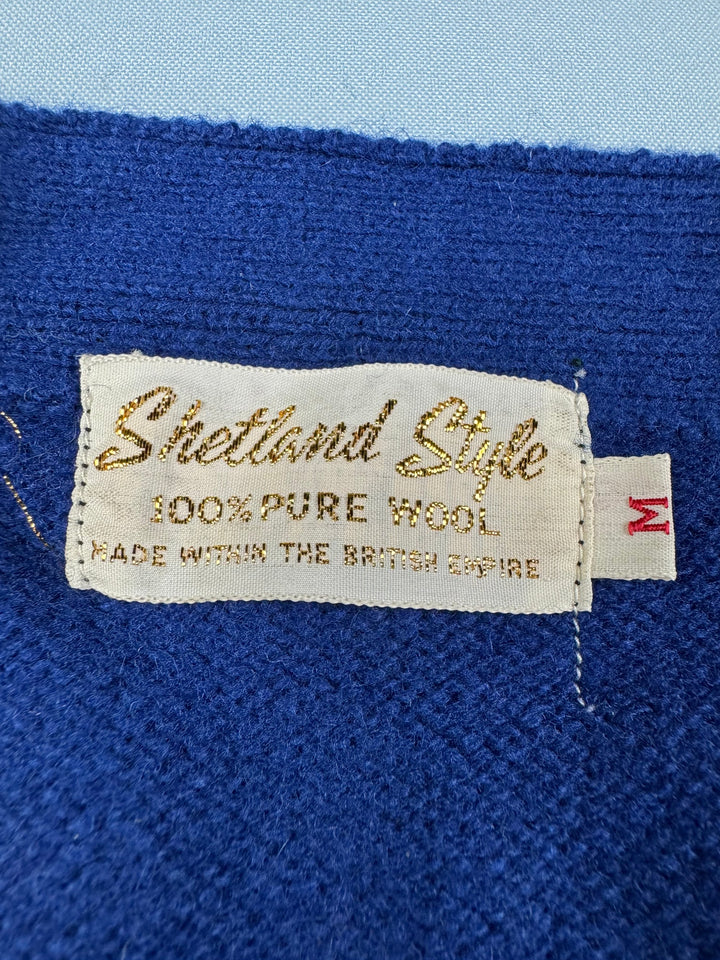 Shetland Style
100% PURE WOOL
MADE WITHIN THE BRITISH EMPIRE
M